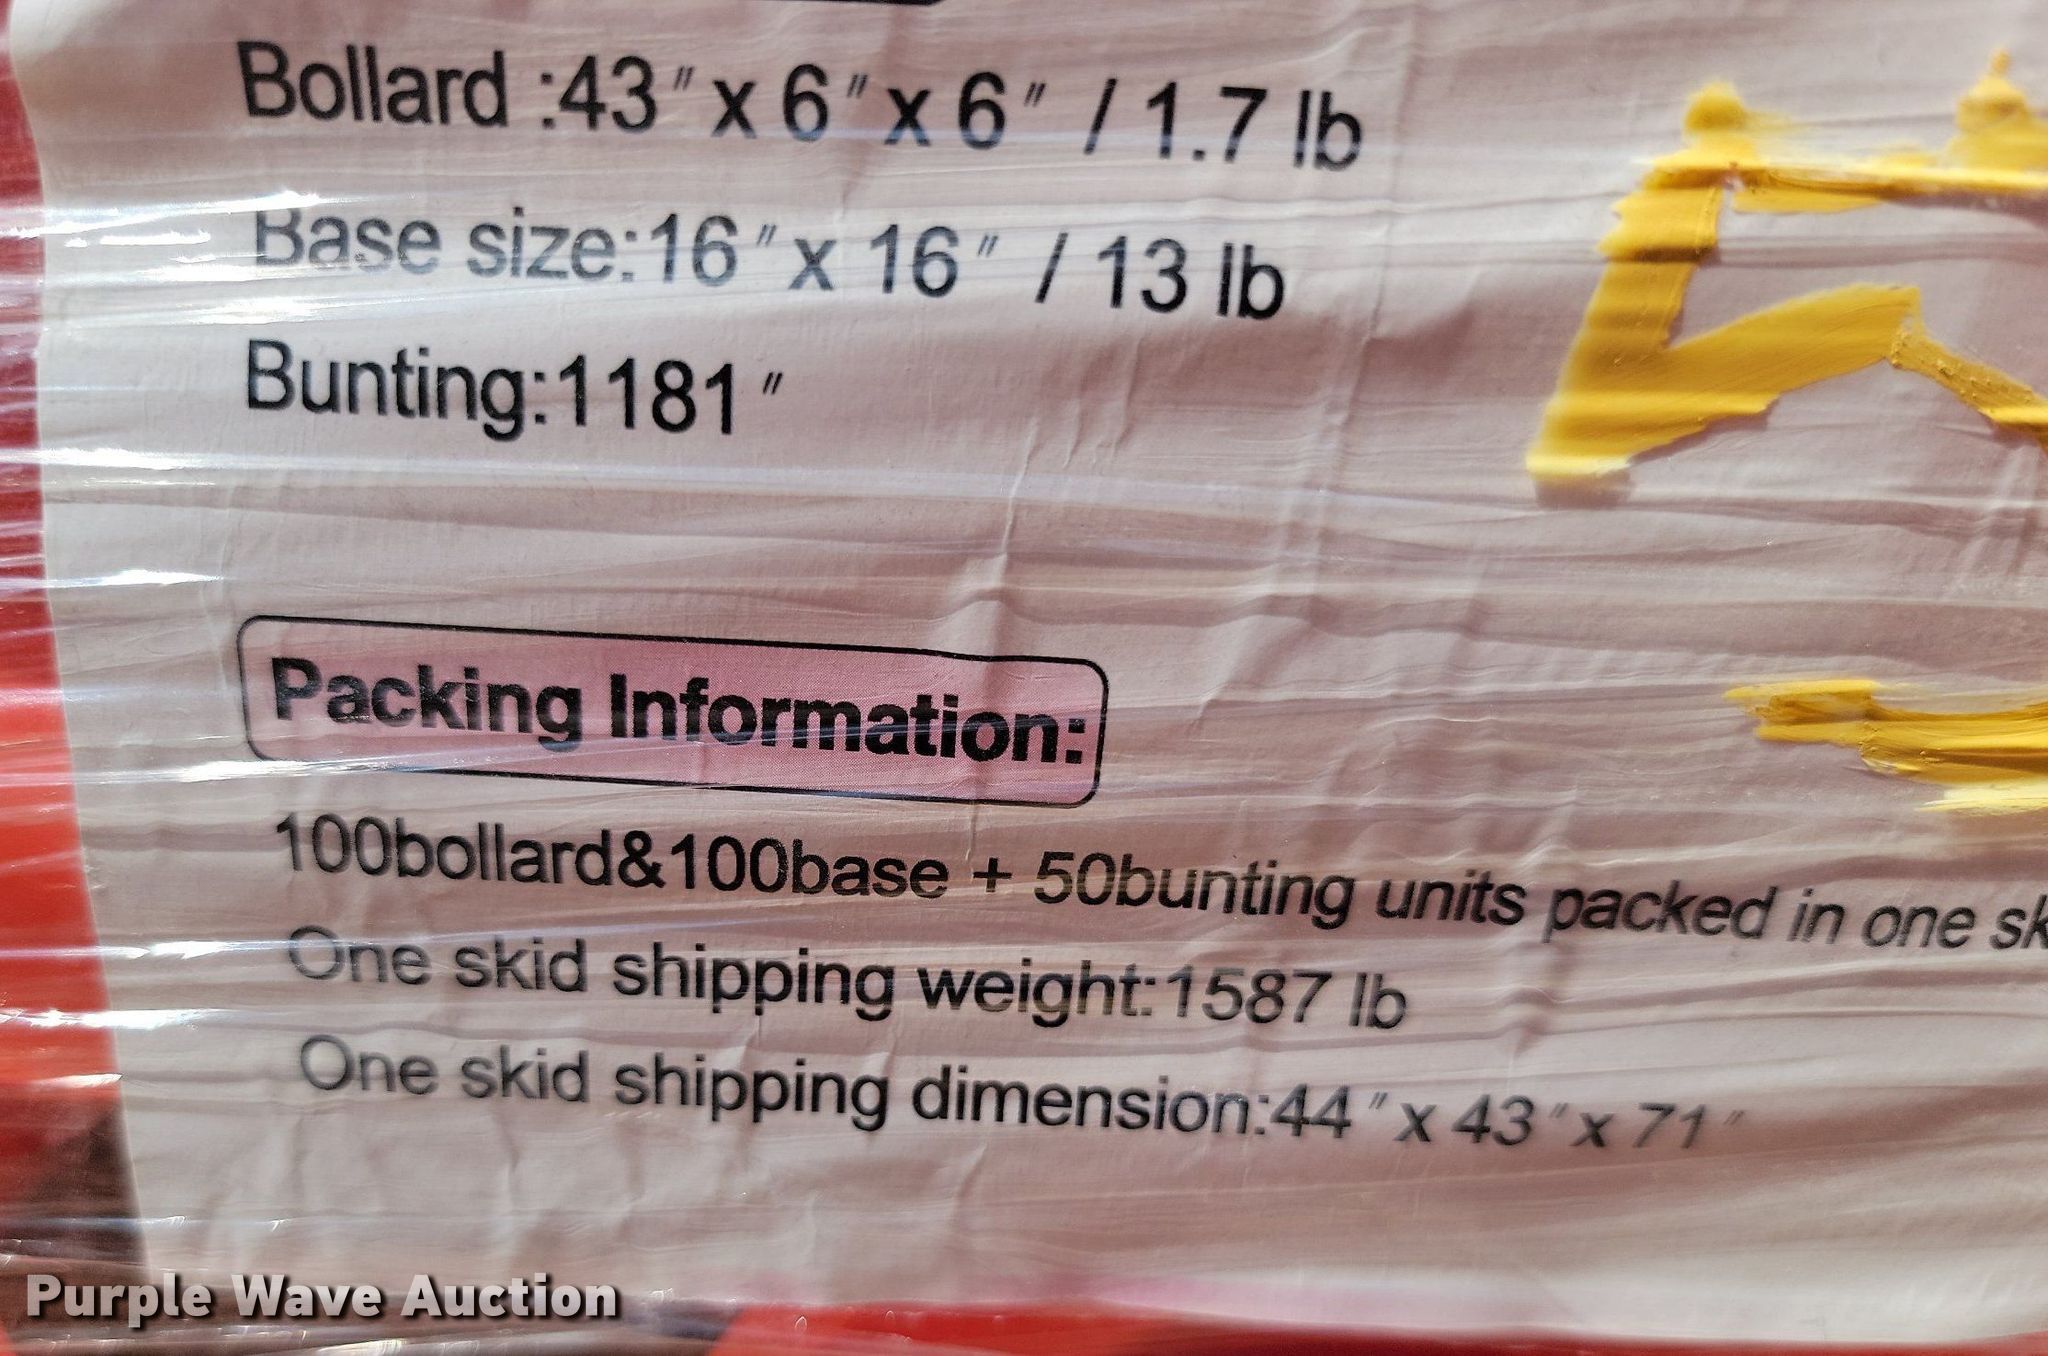 Bollard :43″ x 6″ x 6″ / 1.7 lb
Base size:16″ x 16″ / 13 lb
Bunting:1181″
Packing Information:
100bollard&100base + 50bunting units packed in one sk
One skid shipping weight:1587 lb
One skid shipping dimension:44″ x 43″ x 71″
Purple Wave Auction